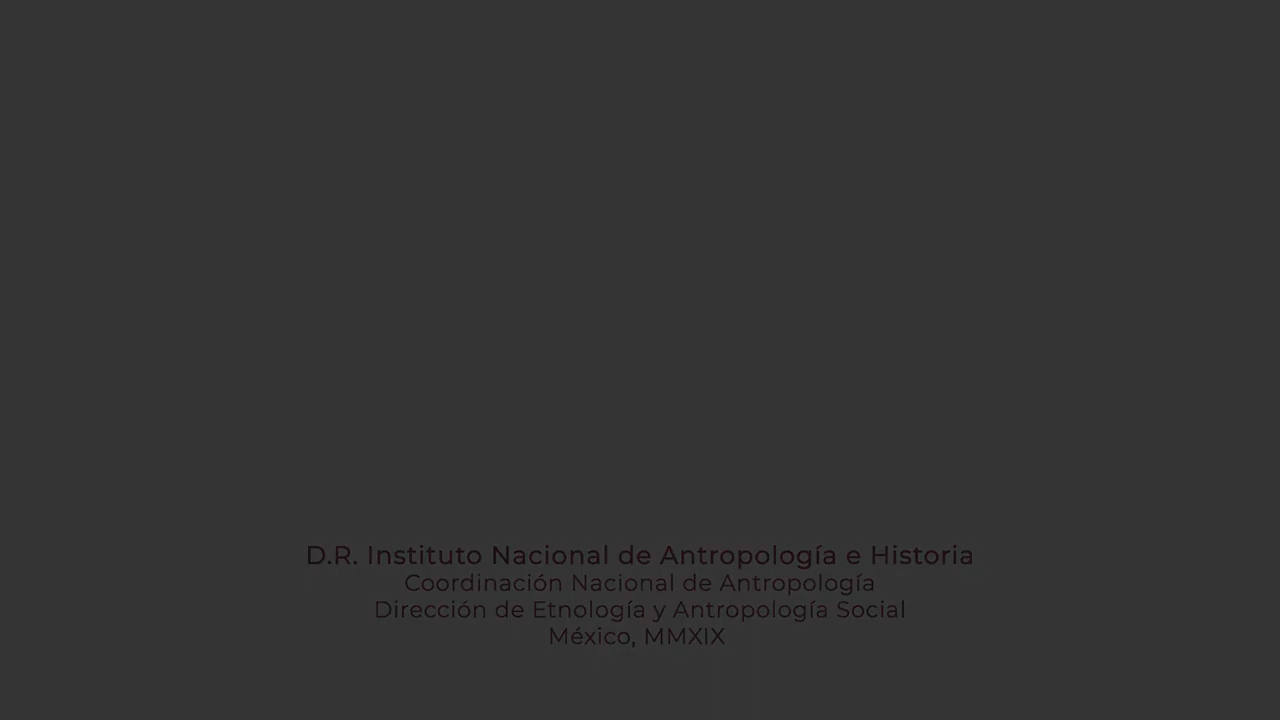 D.R. Instituto Nacional de Antropología e Historia
Coordinación Nacional de Antropología
Dirección de Etnología y Antropología Social
México, MMXIX